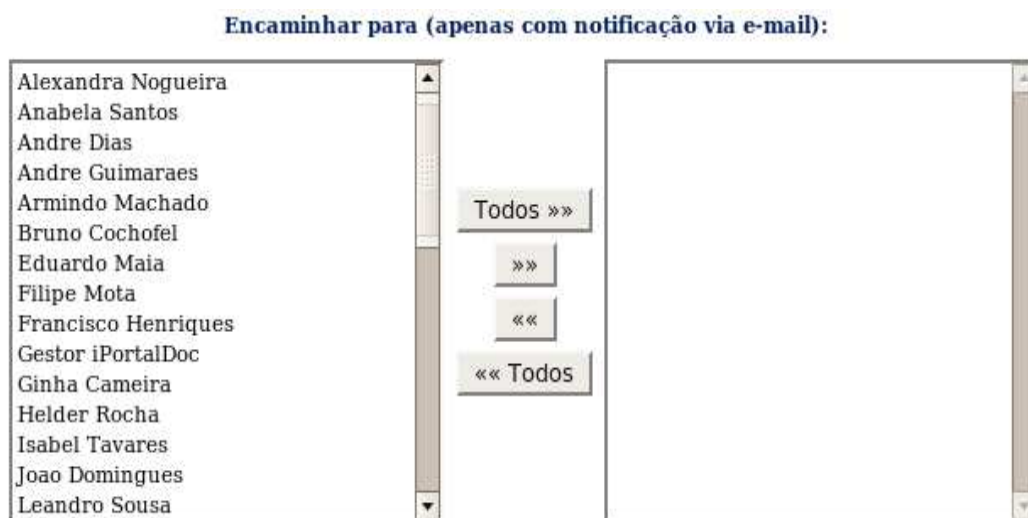 Encaminhar para (apenas com notificação via e-mail):
Alexandra Nogueira
Anabela Santos
Andre Dias
Andre Guimaraes
Armindo Machado
Bruno Cochofel
Eduardo Maia
Filipe Mota
Francisco Henriques
Gestor iPortalDoc
Ginha Cameira
Helder Rocha
Isabel Tavares
Joao Domingues
Leandro Sousa
Todos »»
»»
««
«« Todos